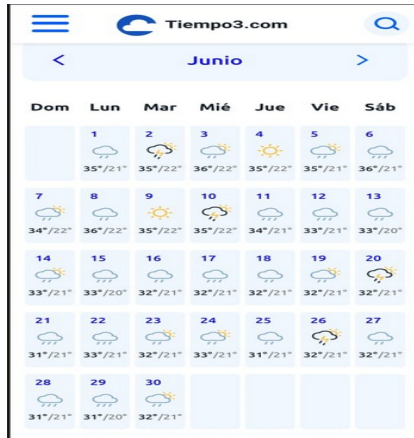 Tiempo3.com
< Junio >
Dom Lun Mar Mié Jue Vie Sáb
1 2 3 4 5 6
35°/21° 35°/22° 36°/22° 35°/22° 35°/21° 36°/21°
7 8 9 10 11 12 13
34°/22° 36°/22° 35°/22° 35°/22° 34°/21° 33°/21° 33°/20°
14 15 16 17 18 19 20
33°/21° 33°/20° 32°/21° 32°/21° 32°/21° 32°/21° 32°/21°
21 22 23 24 25 26 27
31°/21° 33°/21° 32°/21° 33°/21° 31°/21° 32°/21° 32°/21°
28 29 30
31°/21° 31°/20° 32°/21°